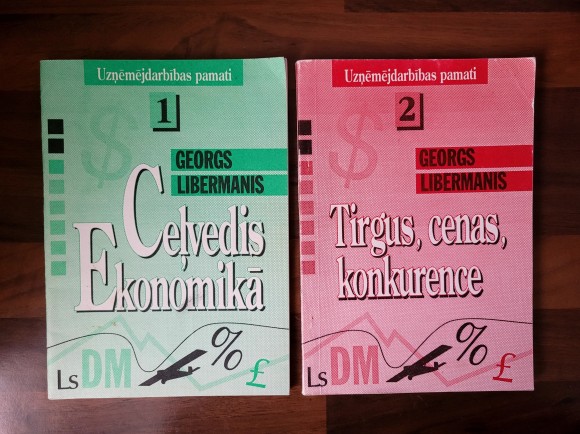 Uzņēmējdarbības pamati
1
$
GEORGS
LIBERMANIS
Ceļvedis
Ekonomikā
%
Ls DM £
Uzņēmējdarbības pamati
2
$
GEORGS
LIBERMANIS
Tirgus, cenas,
konkurence
%
Ls DM £